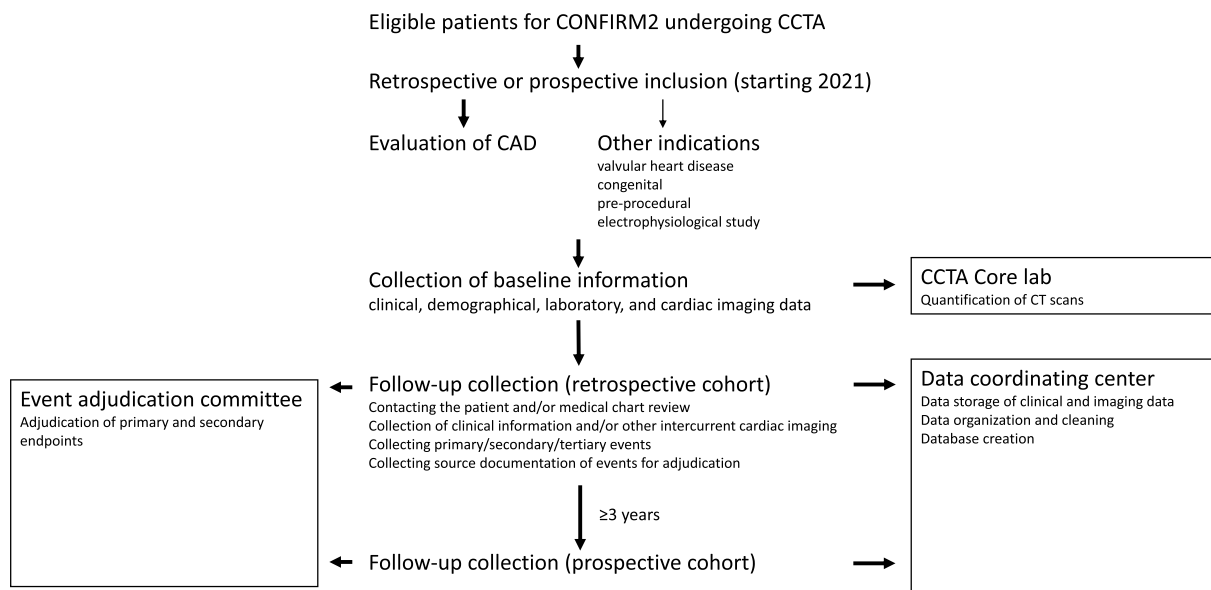 Eligible patients for CONFIRM2 undergoing CCTA
Retrospective or prospective inclusion (starting 2021)
Evaluation of CAD
Other indications
valvular heart disease
congenital
pre-procedural
electrophysiological study
Collection of baseline information
clinical, demographical, laboratory, and cardiac imaging data
CCTA Core lab
Quantification of CT scans
Event adjudication committee
Adjudication of primary and secondary
endpoints
Follow-up collection (retrospective cohort)
Contacting the patient and/or medical chart review
Collection of clinical information and/or other intercurrent cardiac imaging
Collecting primary/secondary/tertiary events
Collecting source documentation of events for adjudication
Data coordinating center
Data storage of clinical and imaging data
Data organization and cleaning
Database creation
≥3 years
Follow-up collection (prospective cohort)